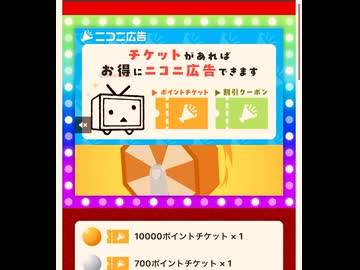 ニコニ広告
チケットがあれば
お得にニコニ広告できます
▶ポイントチケット ▶割引クーポン
10000ポイントチケット × 1
700ポイントチケット × 1